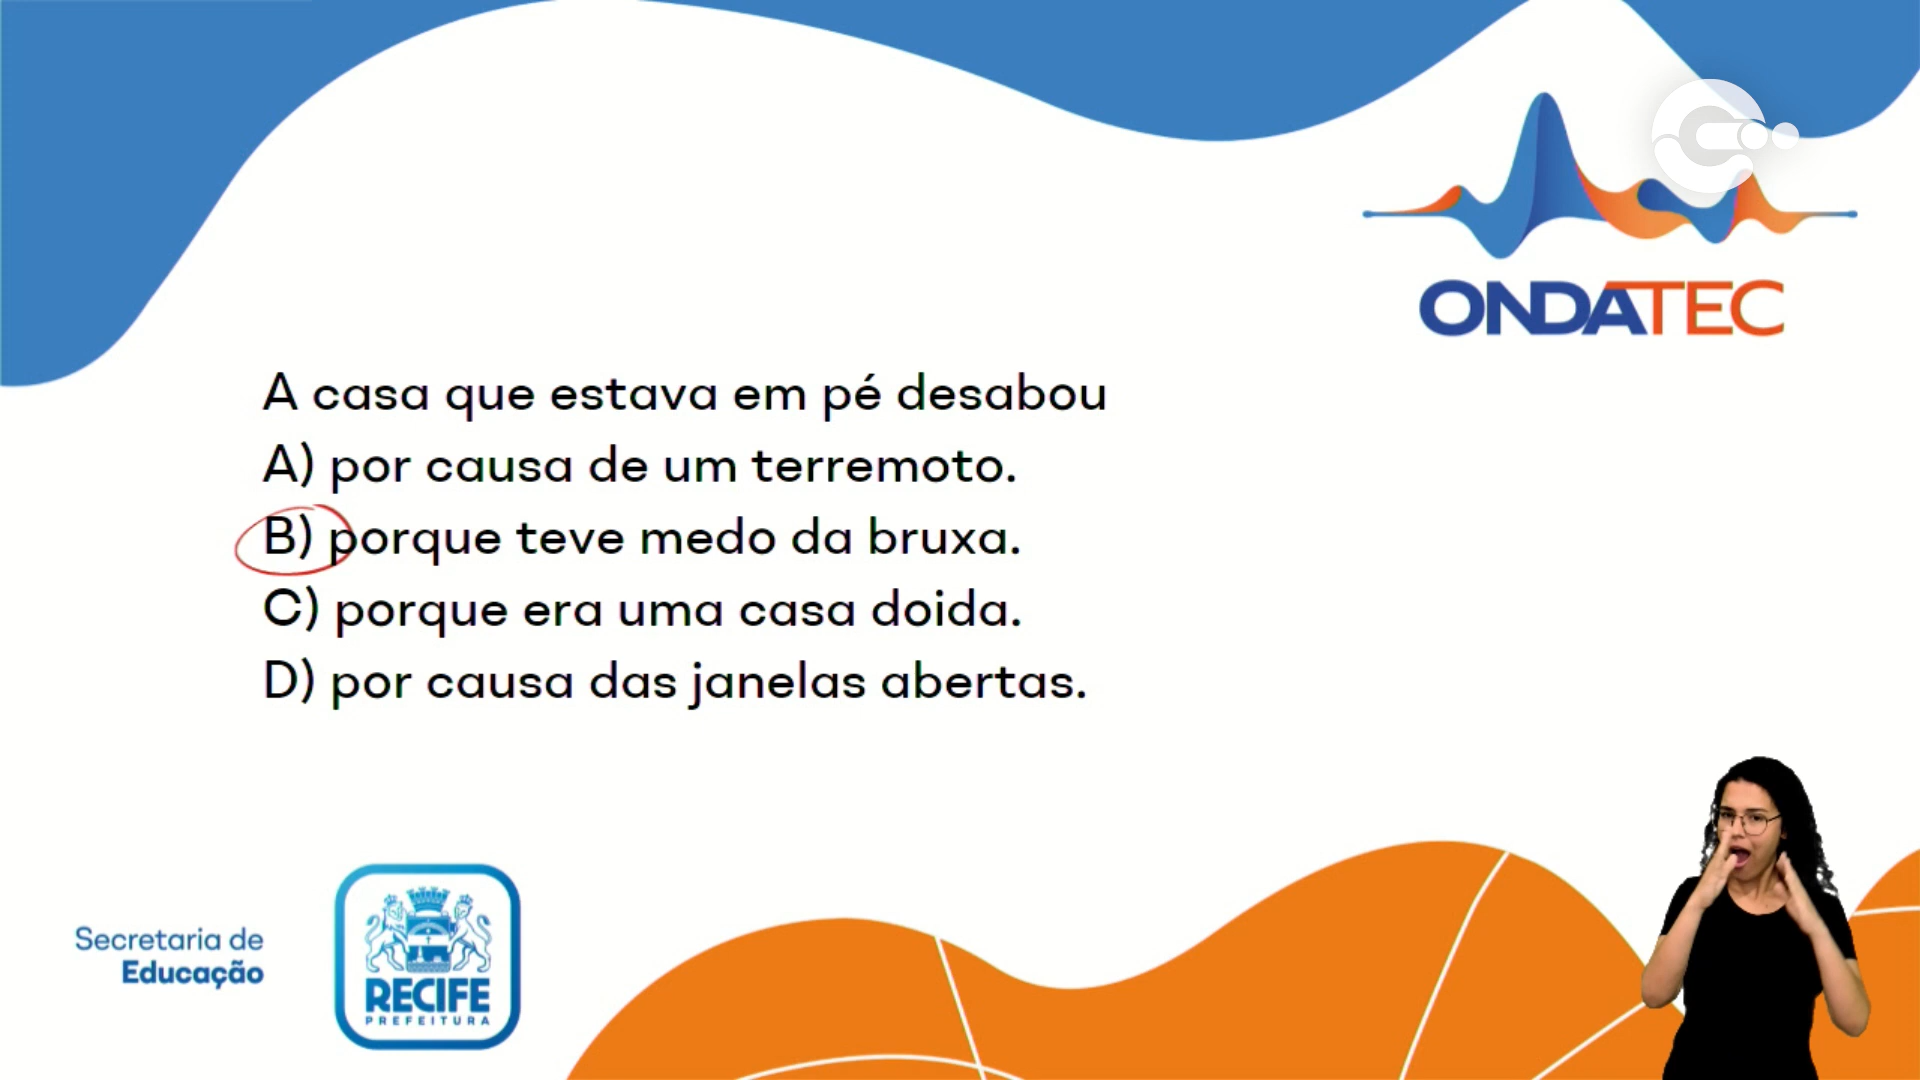 ONDATEC
A casa que estava em pé desabou
A) por causa de um terremoto.
B) porque teve medo da bruxa.
C) porque era uma casa doida.
D) por causa das janelas abertas.
Secretaria de
Educação
RECIFE
PREFEITURA